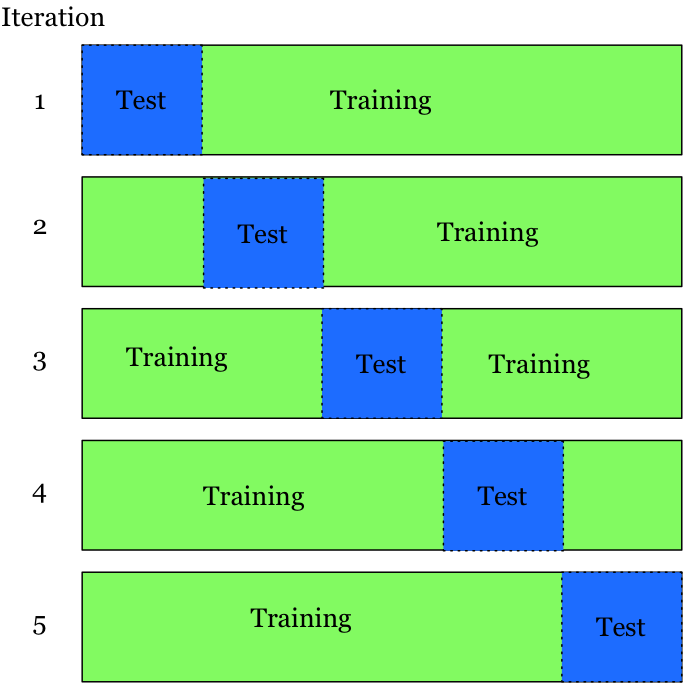 Iteration
1 Test Training
2 Test Training
3 Training Test Training
4 Training Test
5 Training Test